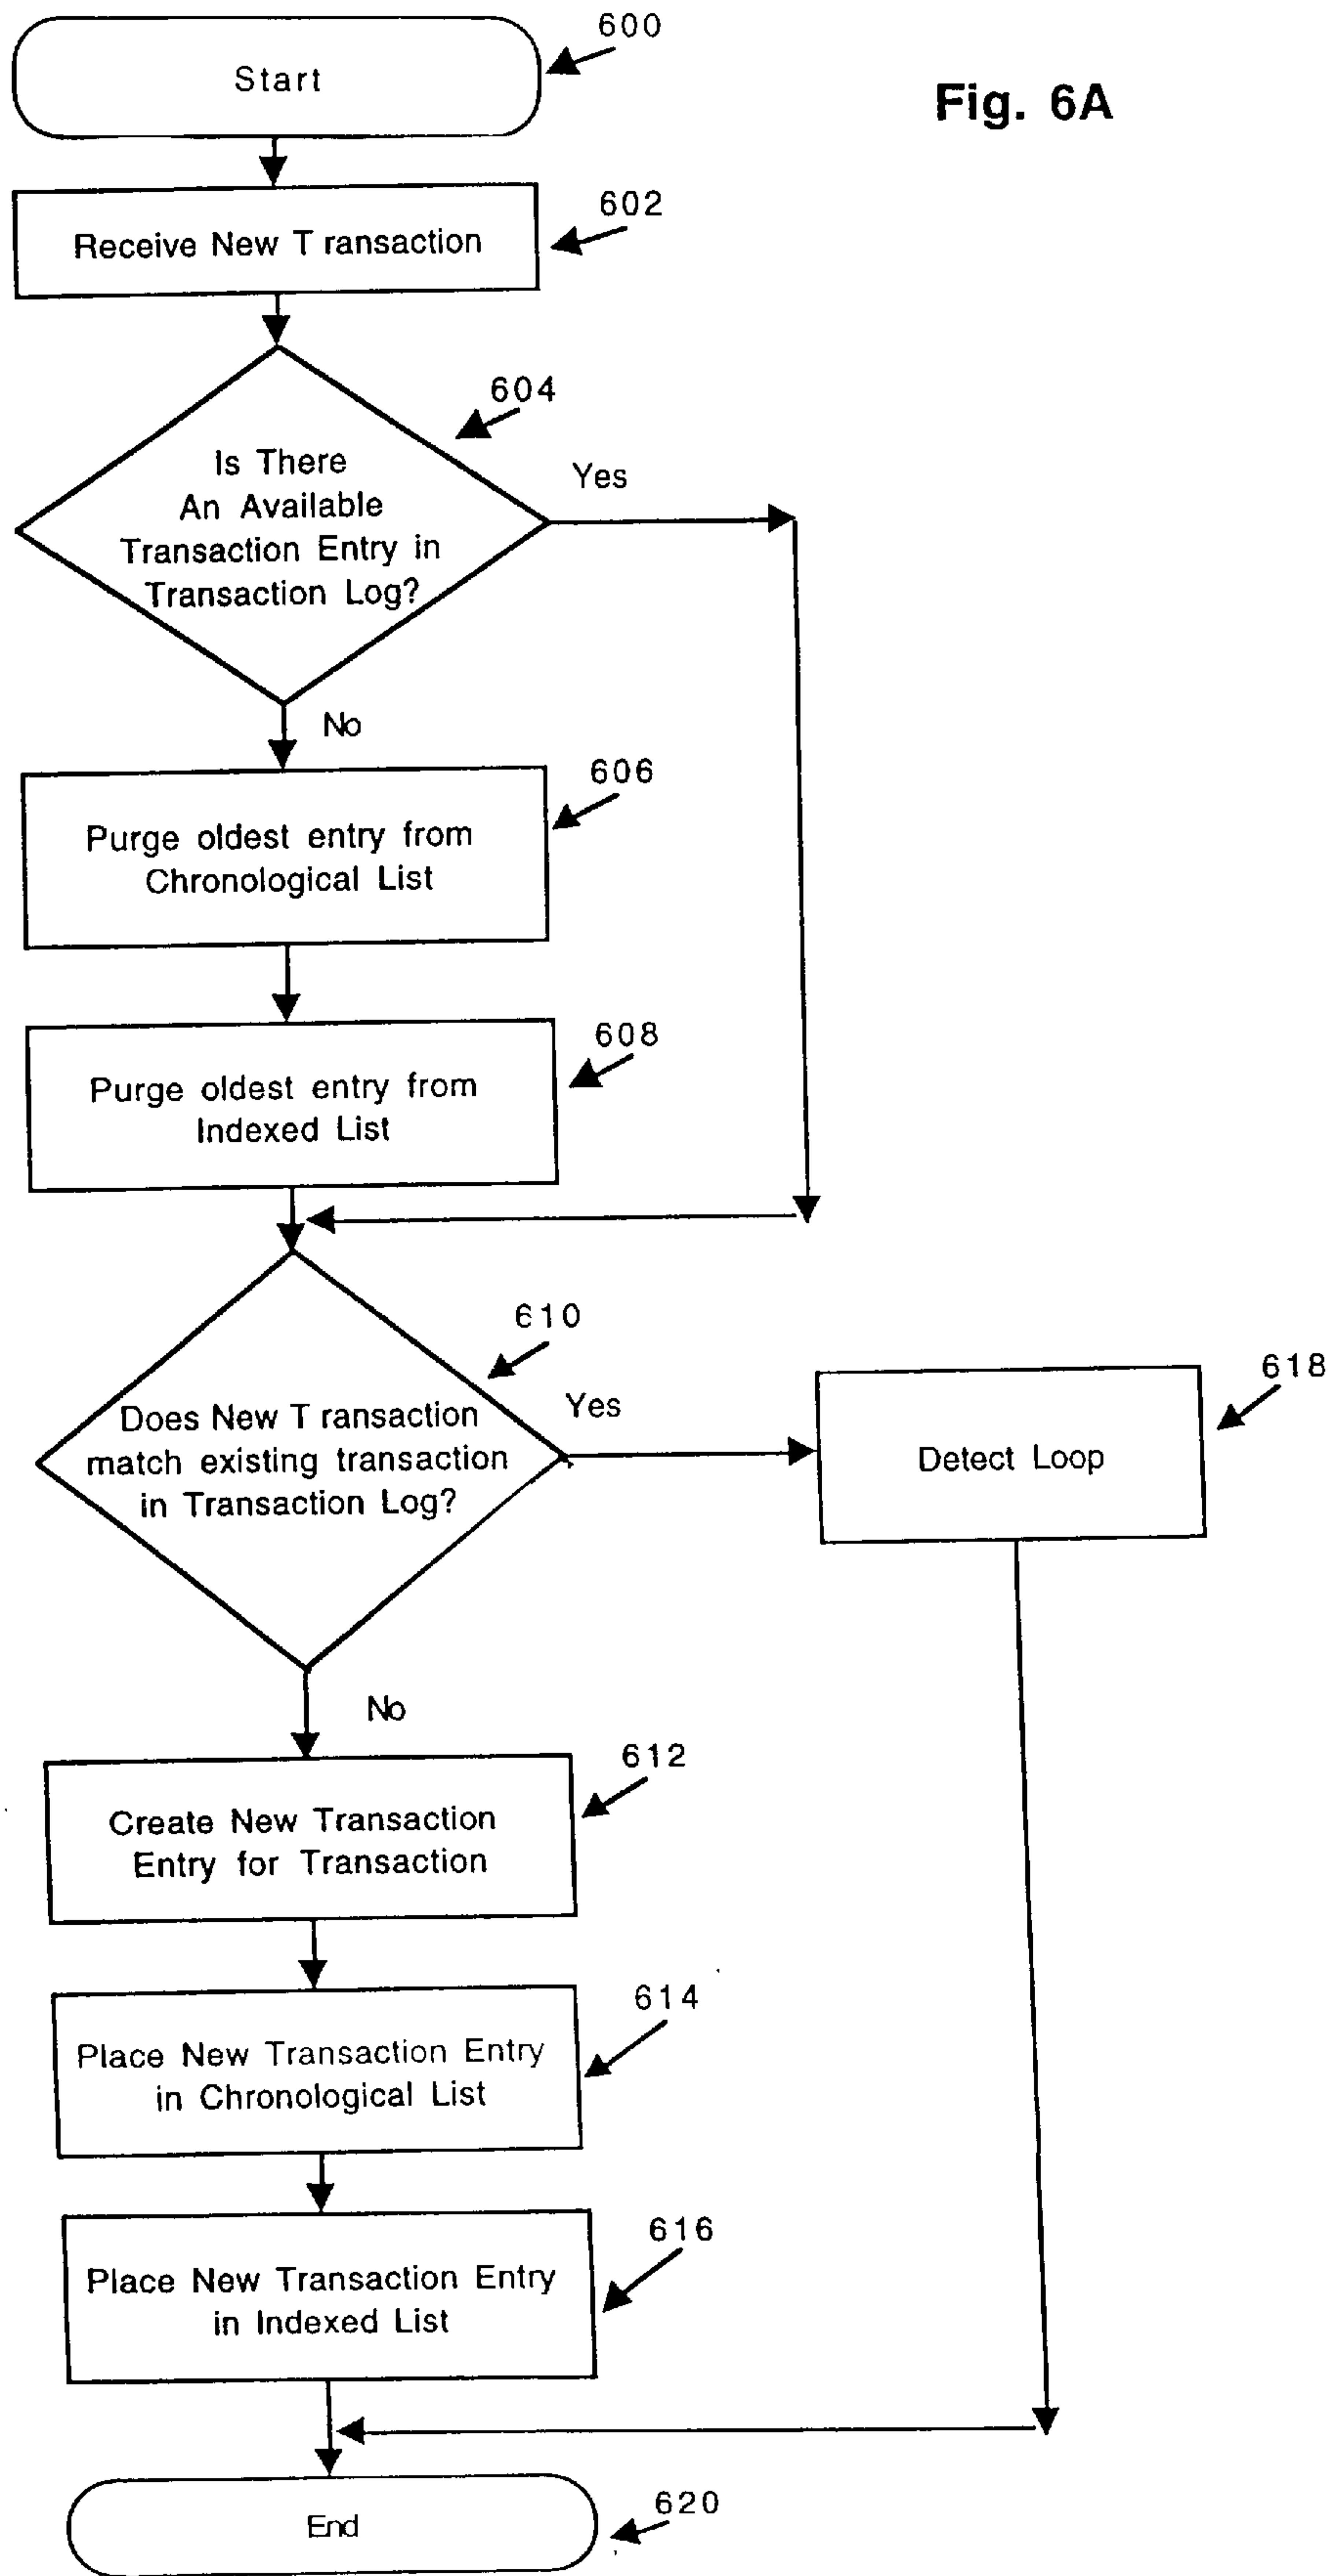 600
Start
Fig. 6A
602
Receive New Transaction
604
Is There
An Available
Transaction Entry in
Transaction Log?
Yes
No
606
Purge oldest entry from
Chronological List
608
Purge oldest entry from
Indexed List
610
Does New Transaction
match existing transaction
in Transaction Log?
Yes
618
Detect Loop
No
612
Create New Transaction
Entry for Transaction
614
Place New Transaction Entry
in Chronological List
616
Place New Transaction Entry
in Indexed List
End
620